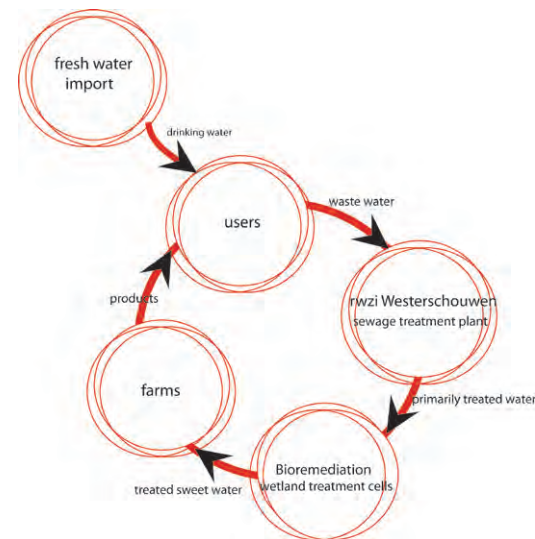 fresh water
import
drinking water
users
waste water
rwzi Westerschouwen
sewage treatment plant
products
farms
primarily treated water
Bioremediation
wetland treatment cells
treated sweet water